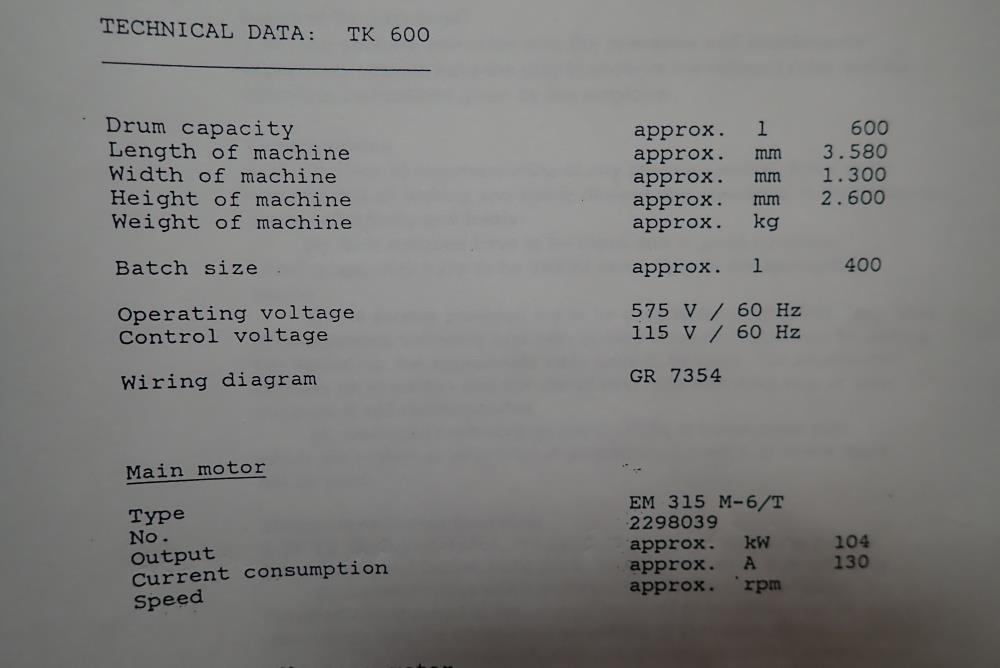 TECHNICAL DATA: TK 600
Drum capacity approx. l 600
Length of machine approx. mm 3.580
Width of machine approx. mm 1.300
Height of machine approx. mm 2.600
Weight of machine approx. kg
Batch size approx. l 400
Operating voltage 575 V / 60 Hz
Control voltage 115 V / 60 Hz
Wiring diagram GR 7354
Main motor
Type EM 315 M-6/T
No. 2298039
Output approx. kW 104
Current consumption approx. A 130
Speed approx. rpm